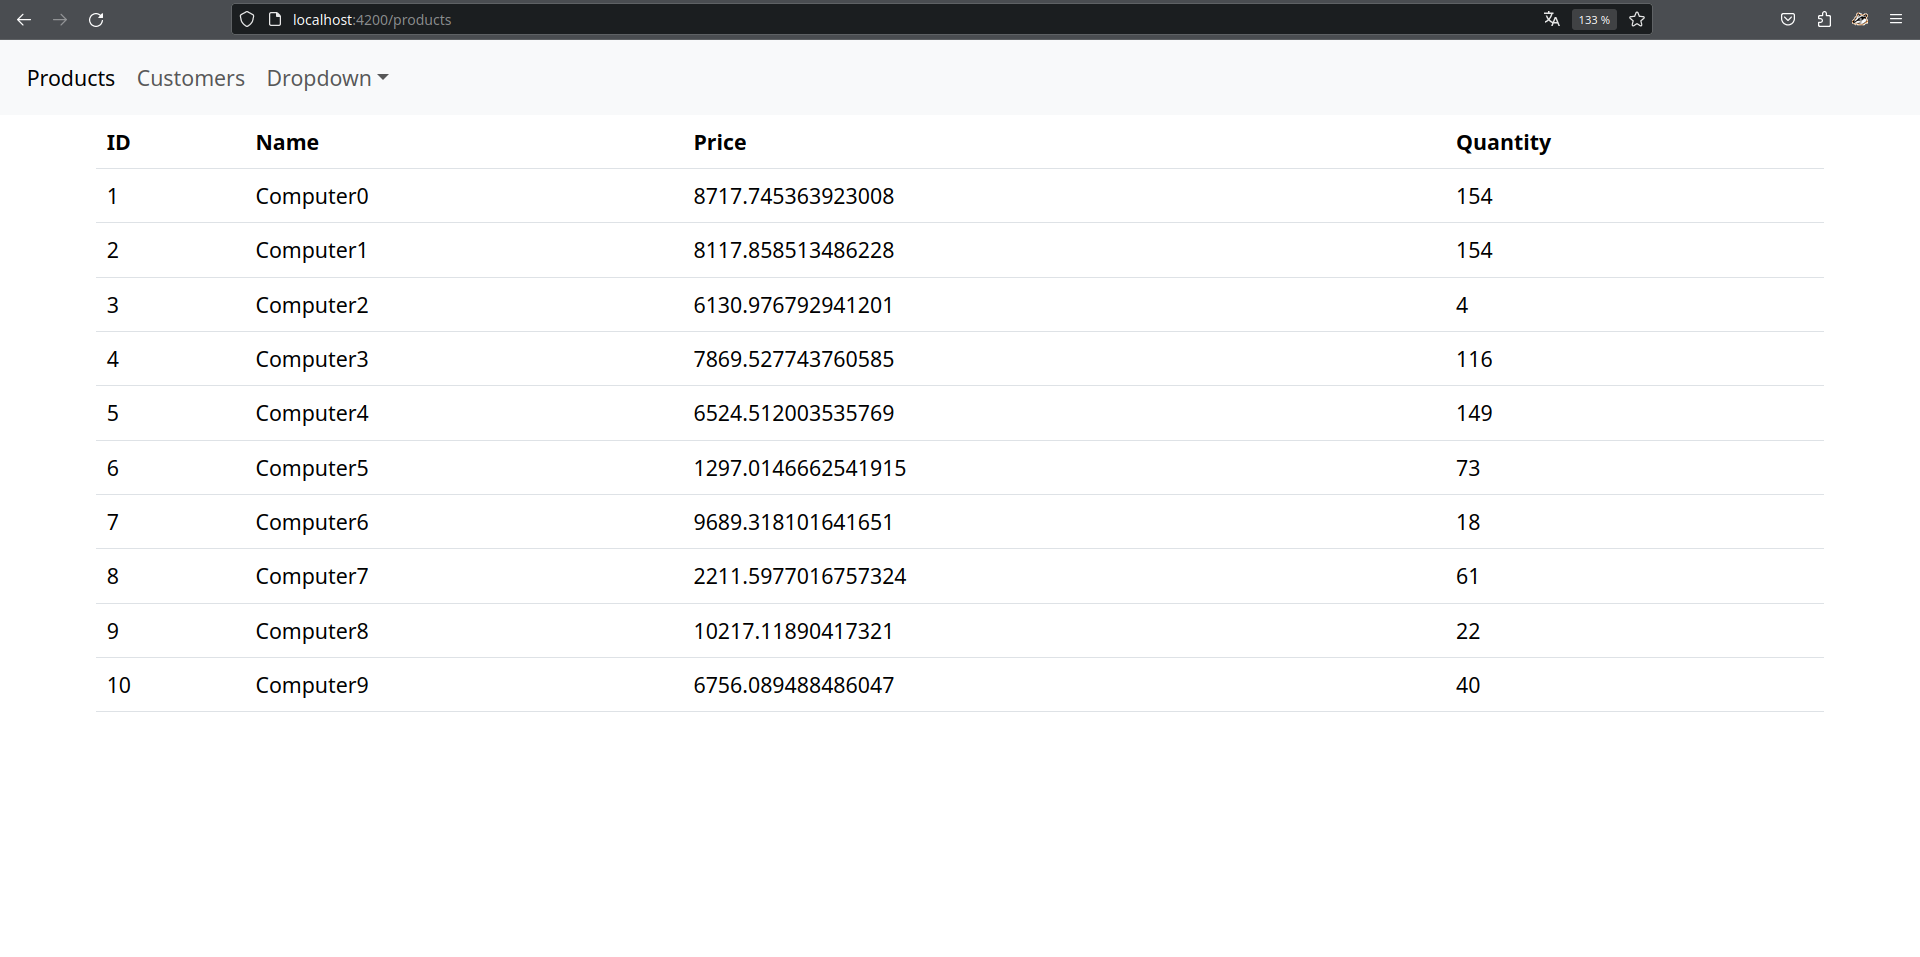 localhost:4200/products 133 %
Products Customers Dropdown
ID Name Price Quantity
1 Computer0 8717.745363923008 154
2 Computer1 8117.858513486228 154
3 Computer2 6130.976792941201 4
4 Computer3 7869.527743760585 116
5 Computer4 6524.512003535769 149
6 Computer5 1297.0146662541915 73
7 Computer6 9689.318101641651 18
8 Computer7 2211.5977016757324 61
9 Computer8 10217.11890417321 22
10 Computer9 6756.089488486047 40